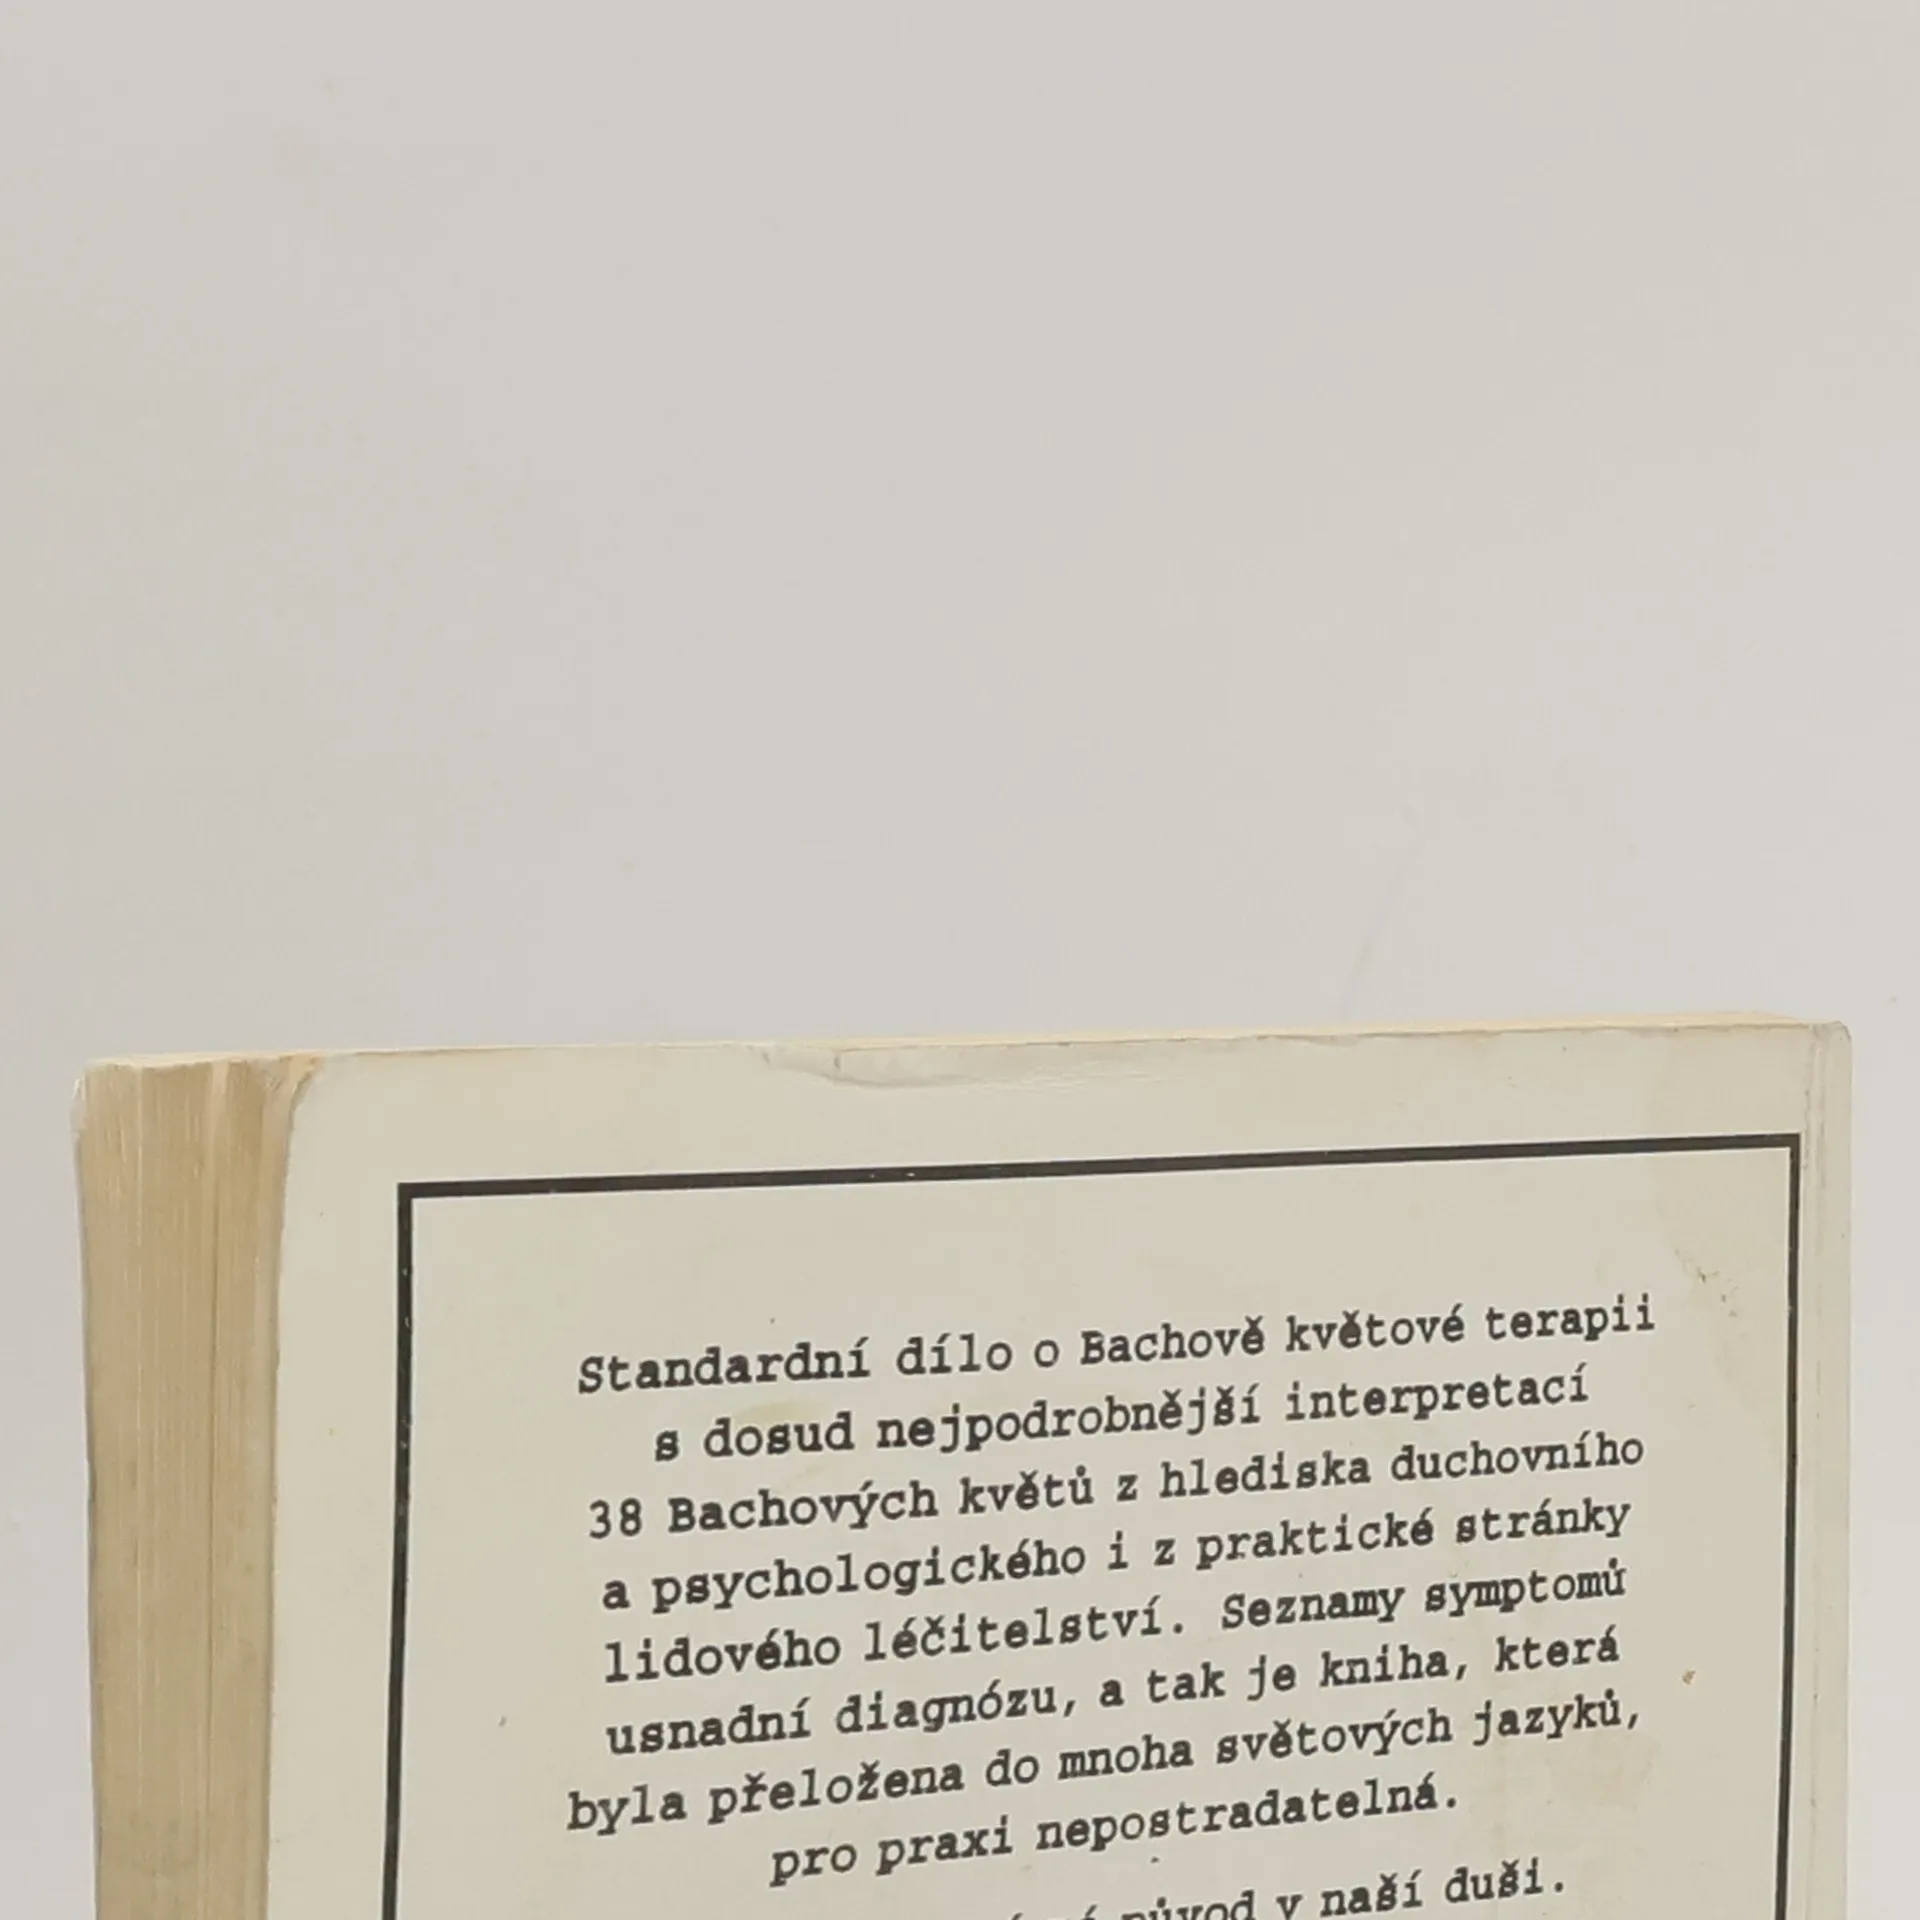 Standardní dílo o Bachově květové terapii
s dosud nejpodrobnější interpretací
38 Bachových květů z hlediska duchovního
a psychologického i z praktické stránky
lidového léčitelství. Seznamy symptomů
usnadní diagnózu, a tak je kniha, která
byla přeložena do mnoha světových jazyků,
pro praxi nepostradatelná.
původ v naší duši.